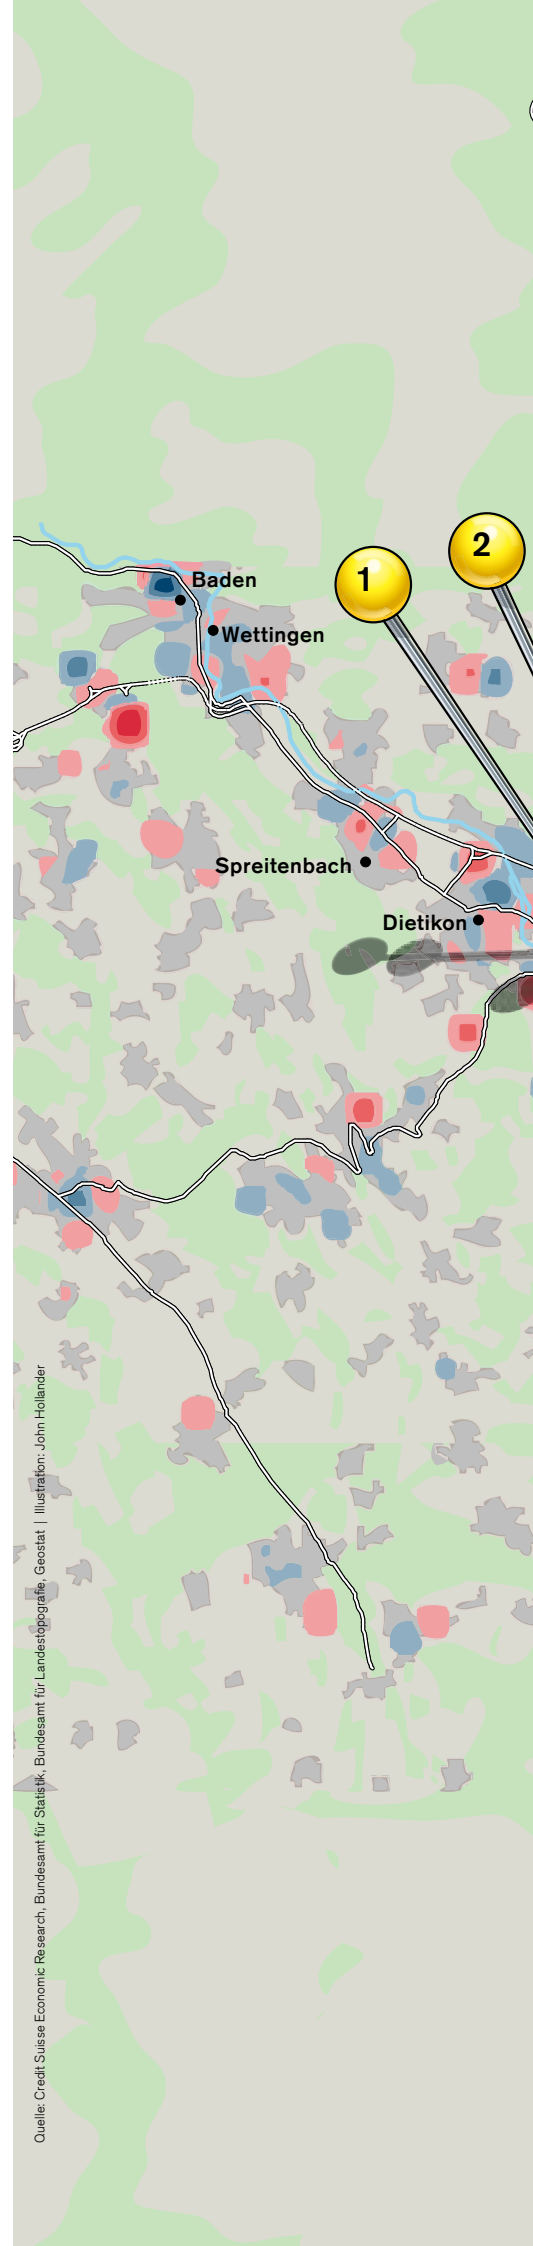 2
1
Baden
Wettingen
Spreitenbach
Dietikon
Quelle: Credit Suisse Economic Research, Bundesamt für Statistik, Bundesamt für Landestopografie, Geostat | Illustration: John Hollander